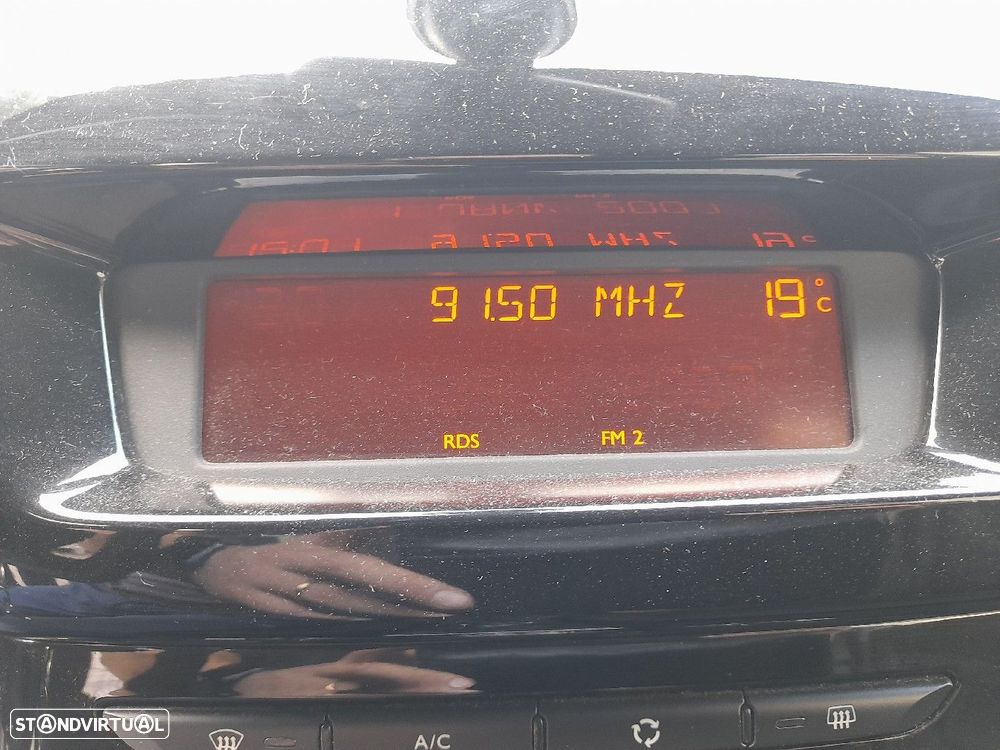 91.50 MHZ 19°C
RDS FM 2
A/C
STANDVIRTUAL